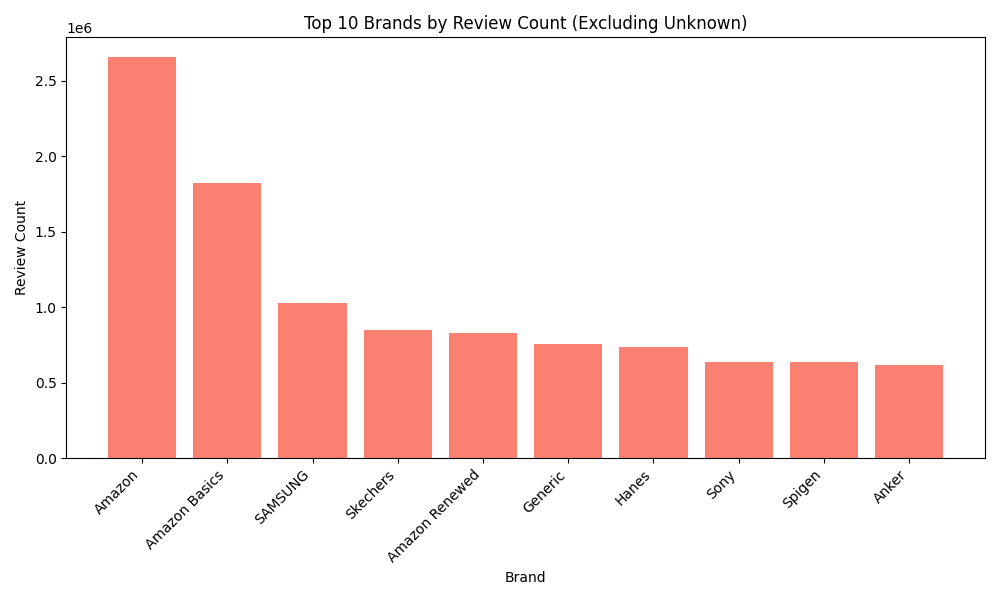 Top 10 Brands by Review Count (Excluding Unknown)
1e6
2.5
2.0
1.5
1.0
0.5
0.0
Review Count
Amazon
Amazon Basics
SAMSUNG
Skechers
Amazon Renewed
Generic
Hanes
Sony
Spigen
Anker
Brand